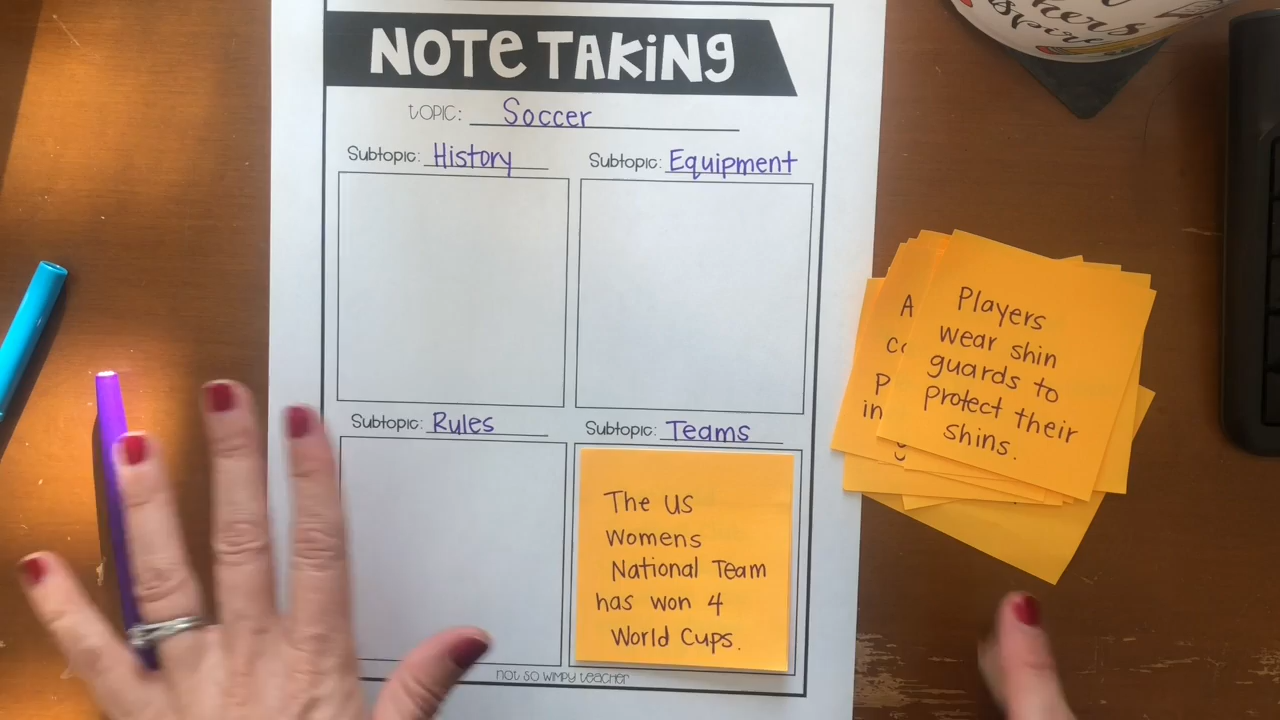 NOTE TAKING
TOPIC: Soccer
Subtopic: History
Subtopic: Equipment
Subtopic: Rules
Subtopic: Teams
The US
Womens
National Team
has won 4
World Cups.
not so wimpy teacher
Players
wear shin
guards to
Protect their
shins.
A
P
in